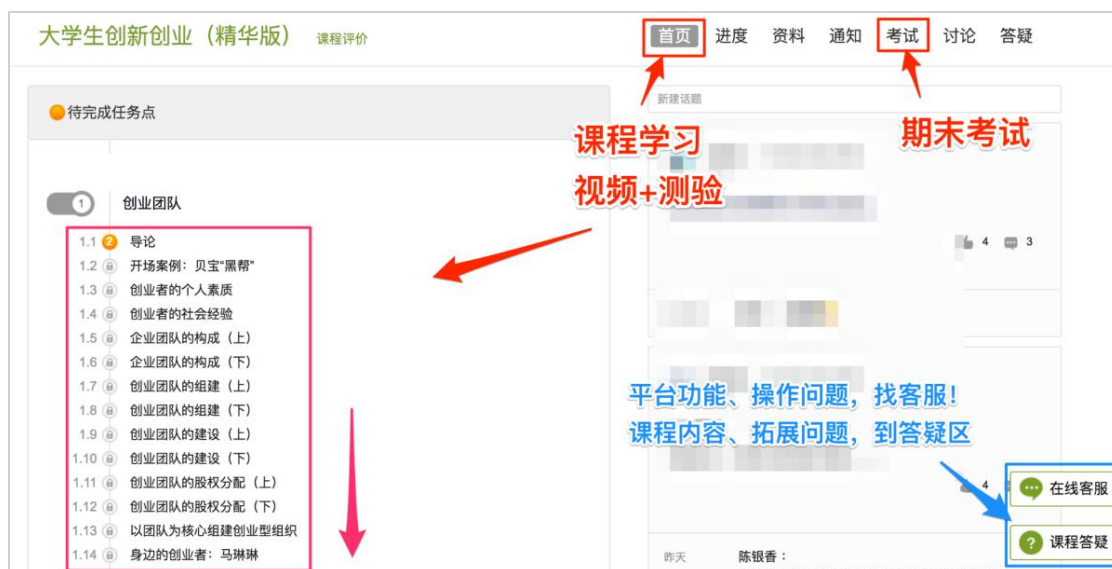 大学生创新创业（精华版） 课程评价
首页 进度 资料 通知 考试 讨论 答疑
待完成任务点
新建话题
课程学习
视频+测验
期末考试
1 创业团队
1.1 2 导论
1.2 开场案例：贝宝“黑帮”
1.3 创业者的个人素质
1.4 创业者的社会经验
1.5 企业团队的构成（上）
1.6 企业团队的构成（下）
1.7 创业团队的组建（上）
1.8 创业团队的组建（下）
1.9 创业团队的建设（上）
1.10 创业团队的建设（下）
1.11 创业团队的股权分配（上）
1.12 创业团队的股权分配（下）
1.13 以团队为核心组建创业型组织
1.14 身边的创业者：马琳琳
4 3
平台功能、操作问题，找客服！
课程内容、拓展问题，到答疑区
4
在线客服
? 课程答疑
昨天 陈银香：